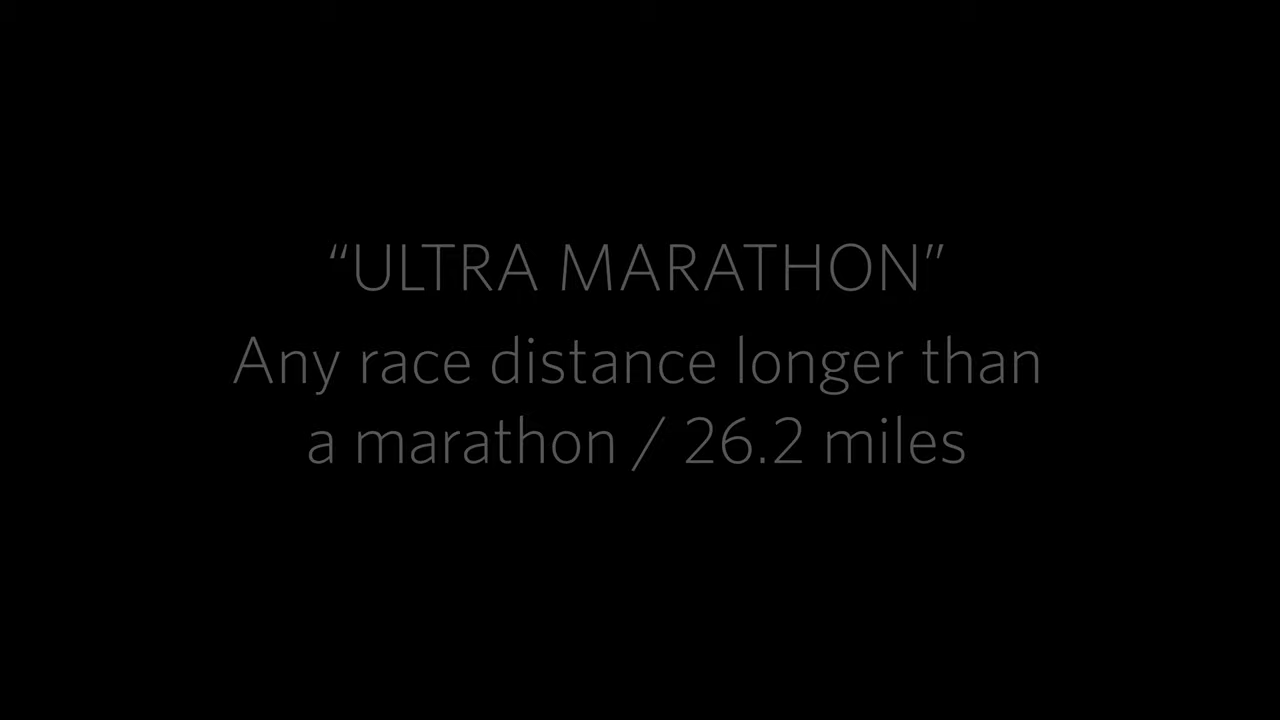 “ULTRA MARATHON”
Any race distance longer than
a marathon / 26.2 miles